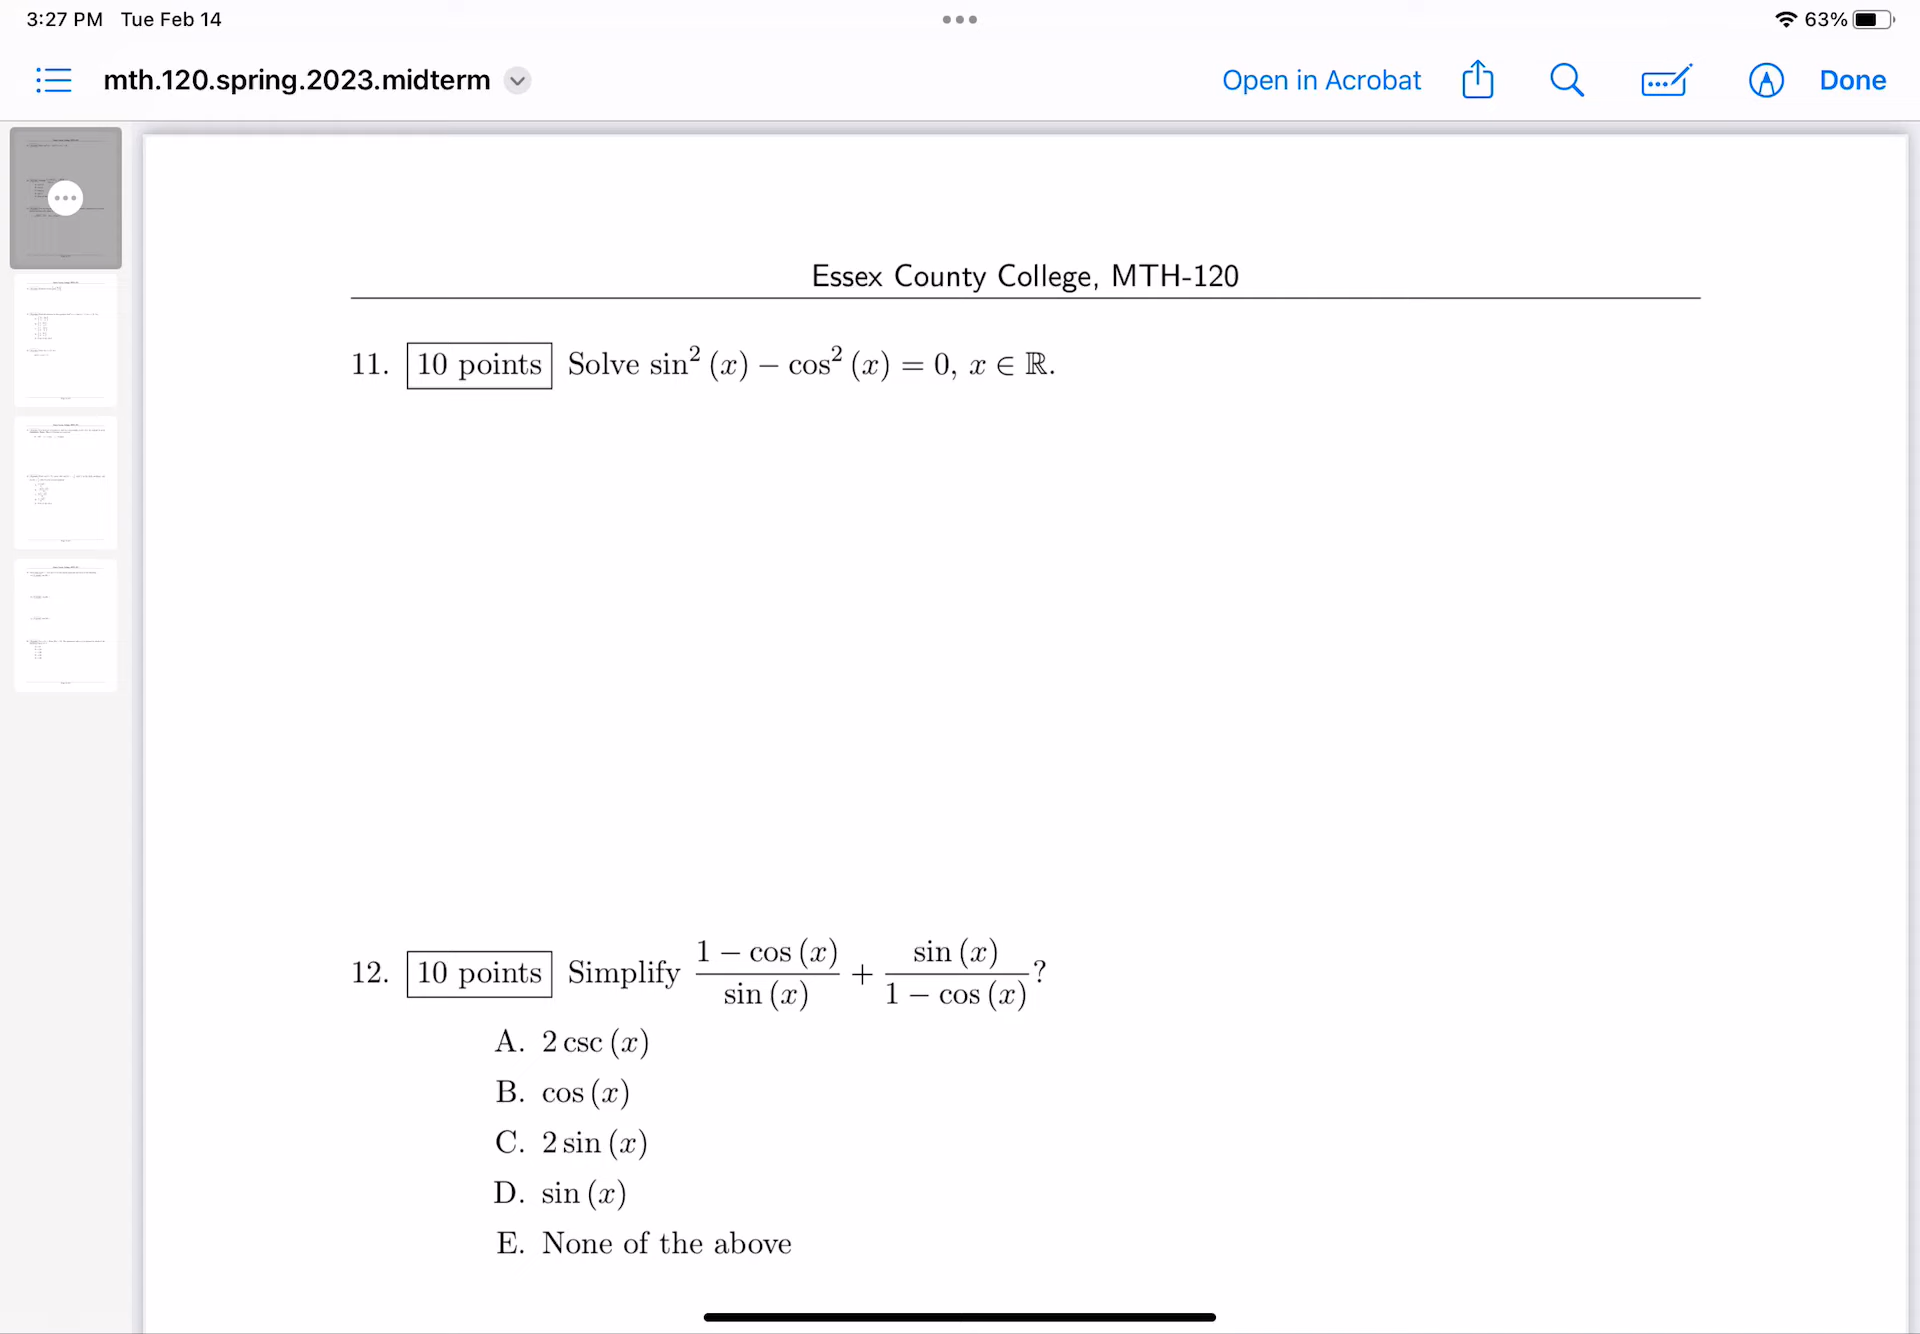 3:27 PM Tue Feb 14
63%
mth.120.spring.2023.midterm
Open in Acrobat
Done
Essex County College, MTH-120
11. 10 points Solve sin² (x) − cos² (x) = 0, x ∈ ℝ.
12. 10 points Simplify (1 − cos (x))/(sin (x)) + (sin (x))/(1 − cos (x))?
A. 2 csc (x)
B. cos (x)
C. 2 sin (x)
D. sin (x)
E. None of the above